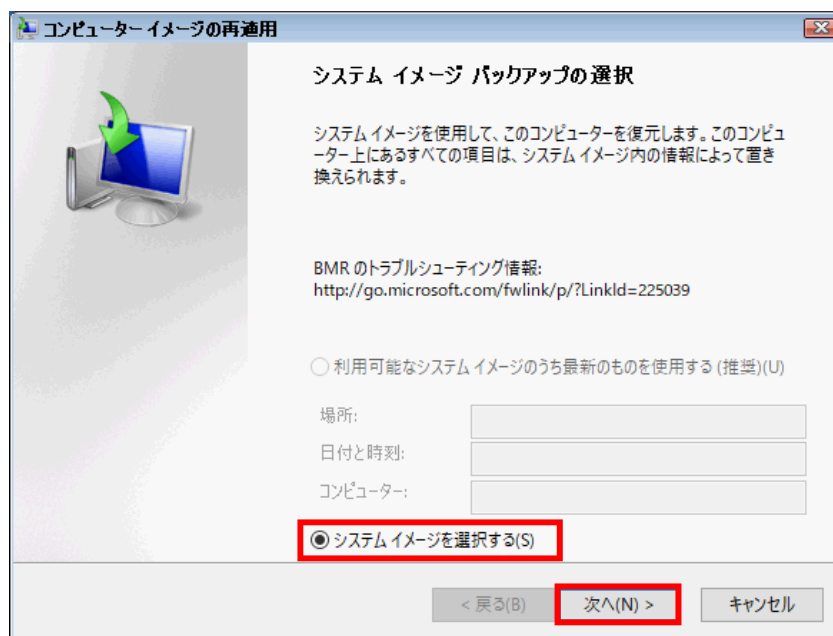 コンピューター イメージの再適用
システム イメージ バックアップの選択
システム イメージを使用して、このコンピューターを復元します。このコンピュ
ーター上にあるすべての項目は、システム イメージ内の情報によって置き
換えられます。
BMR のトラブルシューティング情報:
http://go.microsoft.com/fwlink/p/?LinkId=225039
利用可能なシステム イメージのうち最新のものを使用する (推奨)(U)
場所:
日付と時刻:
コンピューター:
システム イメージを選択する(S)
< 戻る(B)
次へ(N) >
キャンセル